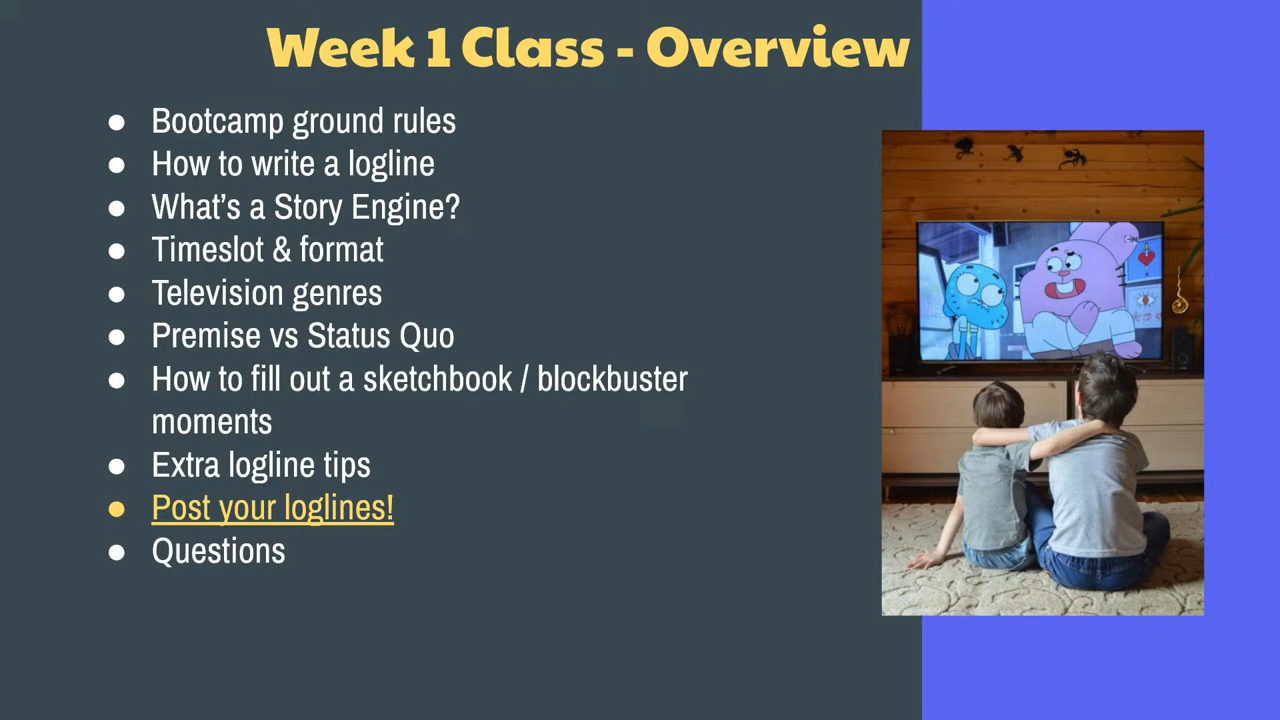 Week 1 Class - Overview
● Bootcamp ground rules
● How to write a logline
● What’s a Story Engine?
● Timeslot & format
● Television genres
● Premise vs Status Quo
● How to fill out a sketchbook / blockbuster
moments
● Extra logline tips
● Post your loglines!
● Questions